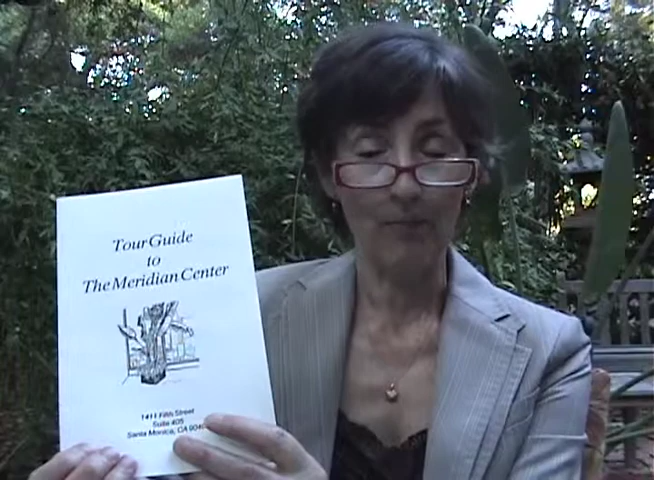 Tour Guide
to
The Meridian Center
1411 Fifth Street
Suite 405
Santa Monica, CA